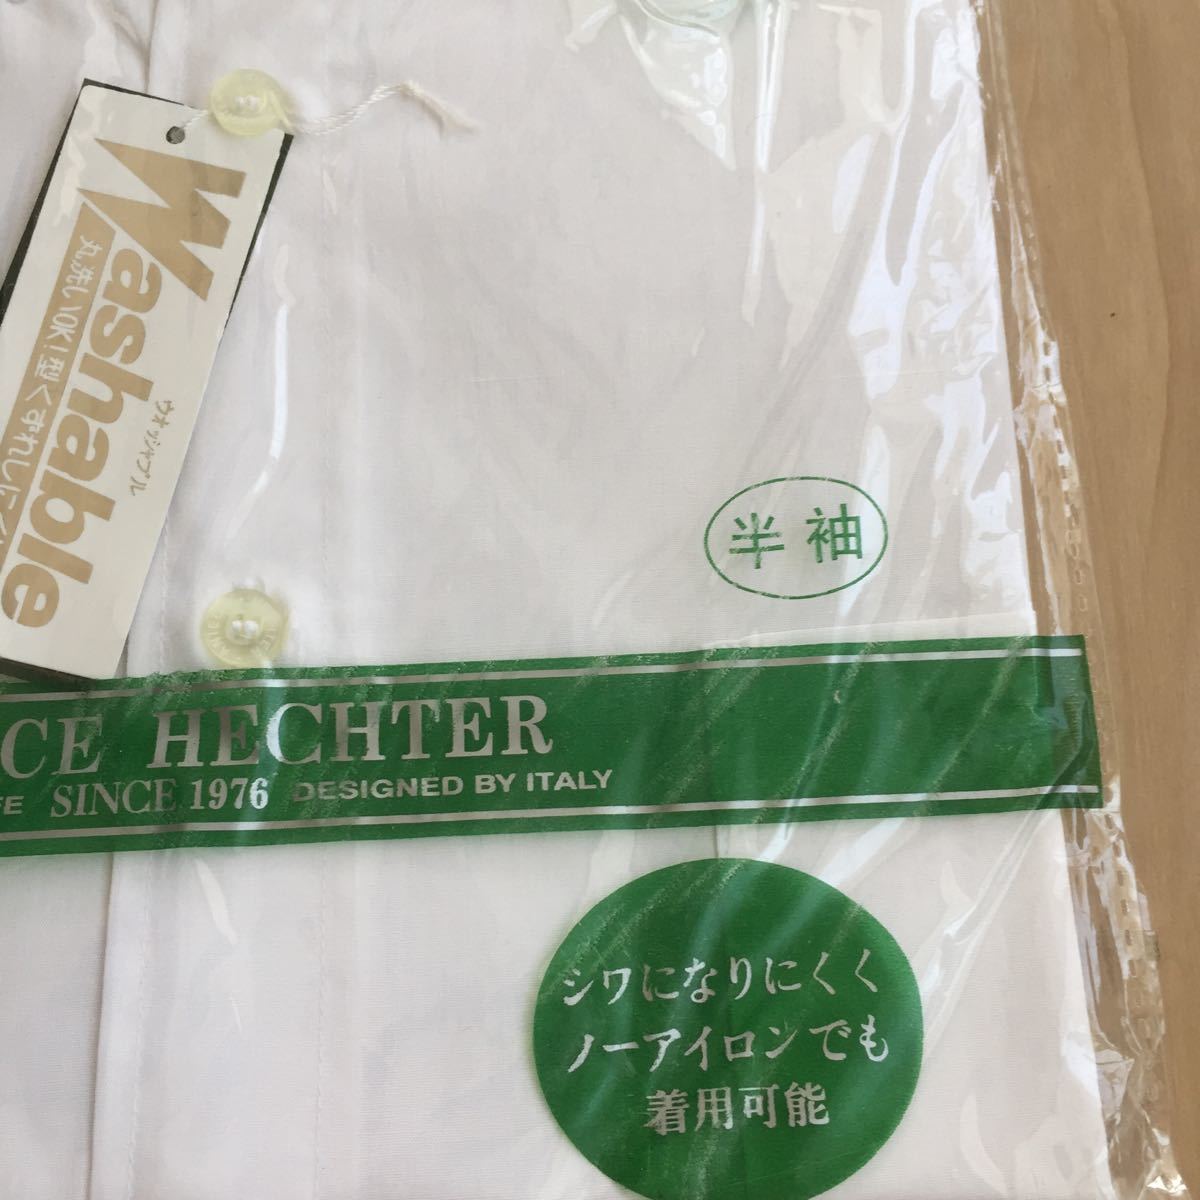 Washable
ウオッシャブル
丸洗いOK!型くずれしにくい
半袖
CE HECHTER
FE SINCE 1976 DESIGNED BY ITALY
シワになりにくく
ノーアイロンでも
着用可能